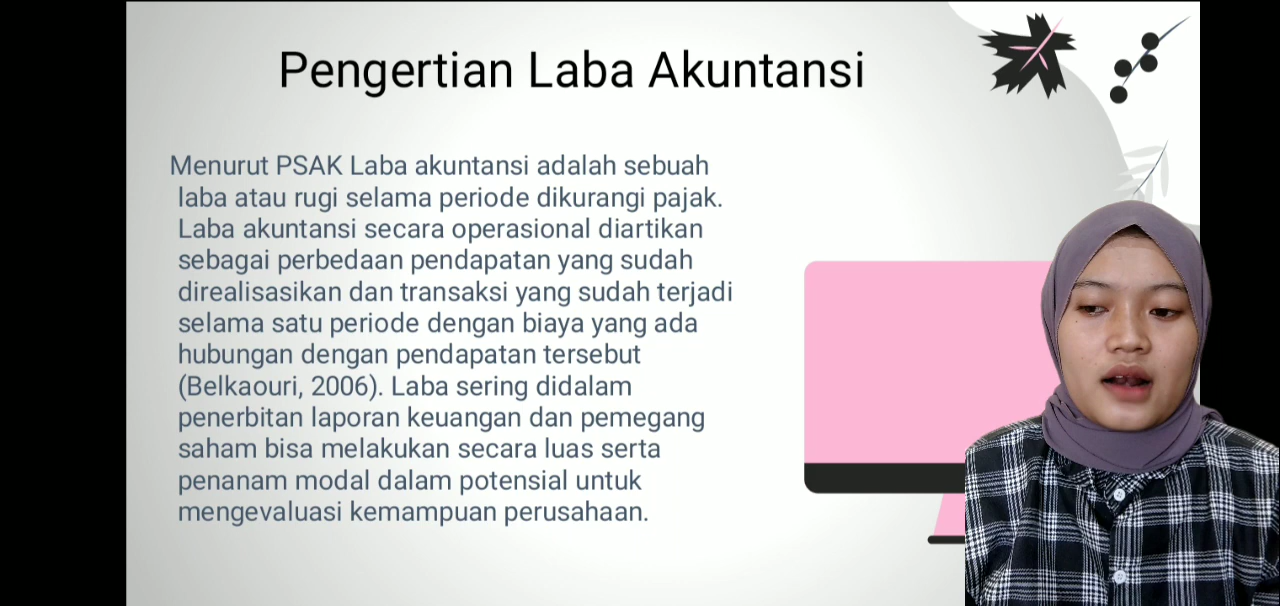 Pengertian Laba Akuntansi
Menurut PSAK Laba akuntansi adalah sebuah
laba atau rugi selama periode dikurangi pajak.
Laba akuntansi secara operasional diartikan
sebagai perbedaan pendapatan yang sudah
direalisasikan dan transaksi yang sudah terjadi
selama satu periode dengan biaya yang ada
hubungan dengan pendapatan tersebut
(Belkaouri, 2006). Laba sering didalam
penerbitan laporan keuangan dan pemegang
saham bisa melakukan secara luas serta
penanam modal dalam potensial untuk
mengevaluasi kemampuan perusahaan.